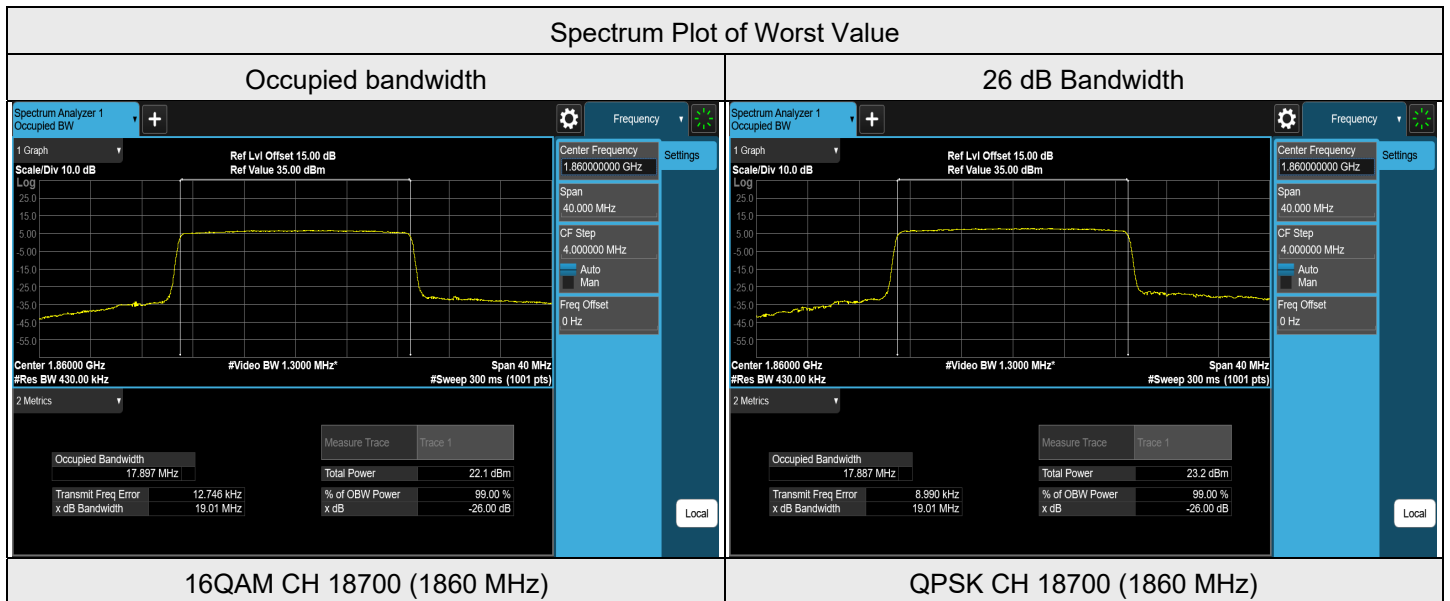 Spectrum Plot of Worst Value
Occupied bandwidth
26 dB Bandwidth
Spectrum Analyzer 1
Occupied BW
+
Frequency
1 Graph
Scale/Div 10.0 dB
Ref Lvl Offset 15.00 dB
Ref Value 35.00 dBm
Log
25.0
15.0
5.00
-5.00
-15.0
-25.0
-35.0
-45.0
-55.0
Center 1.86000 GHz
#Video BW 1.3000 MHz*
Span 40 MHz
#Res BW 430.00 kHz
#Sweep 300 ms (1001 pts)
Center Frequency
1.860000000 GHz
Settings
Span
40.000 MHz
CF Step
4.000000 MHz
Auto
Man
Freq Offset
0 Hz
Local
2 Metrics
Measure Trace Trace 1
Occupied Bandwidth
17.897 MHz
Total Power 22.1 dBm
Transmit Freq Error 12.746 kHz
% of OBW Power 99.00 %
x dB Bandwidth 19.01 MHz
x dB -26.00 dB
Spectrum Analyzer 1
Occupied BW
+
Frequency
1 Graph
Scale/Div 10.0 dB
Ref Lvl Offset 15.00 dB
Ref Value 35.00 dBm
Log
25.0
15.0
5.00
-5.00
-15.0
-25.0
-35.0
-45.0
-55.0
Center 1.86000 GHz
#Video BW 1.3000 MHz*
Span 40 MHz
#Res BW 430.00 kHz
#Sweep 300 ms (1001 pts)
Center Frequency
1.860000000 GHz
Settings
Span
40.000 MHz
CF Step
4.000000 MHz
Auto
Man
Freq Offset
0 Hz
Local
2 Metrics
Measure Trace Trace 1
Occupied Bandwidth
17.887 MHz
Total Power 23.2 dBm
Transmit Freq Error 8.990 kHz
% of OBW Power 99.00 %
x dB Bandwidth 19.01 MHz
x dB -26.00 dB
16QAM CH 18700 (1860 MHz)
QPSK CH 18700 (1860 MHz)